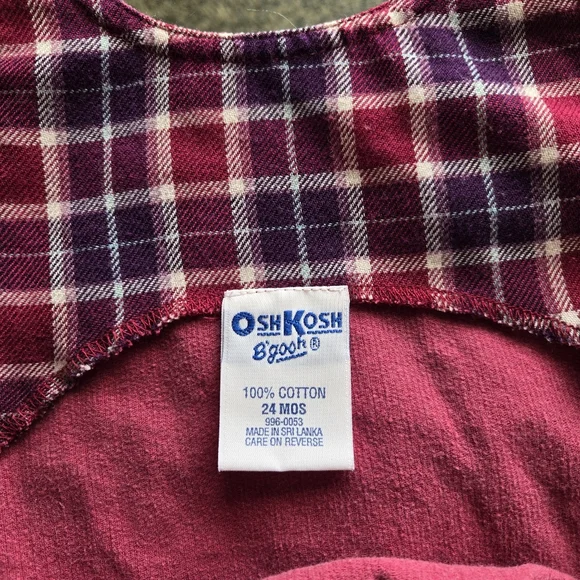 OSHKOSH
B'gosh ®
100% COTTON
24 MOS
996-0053
MADE IN SRI LANKA
CARE ON REVERSE